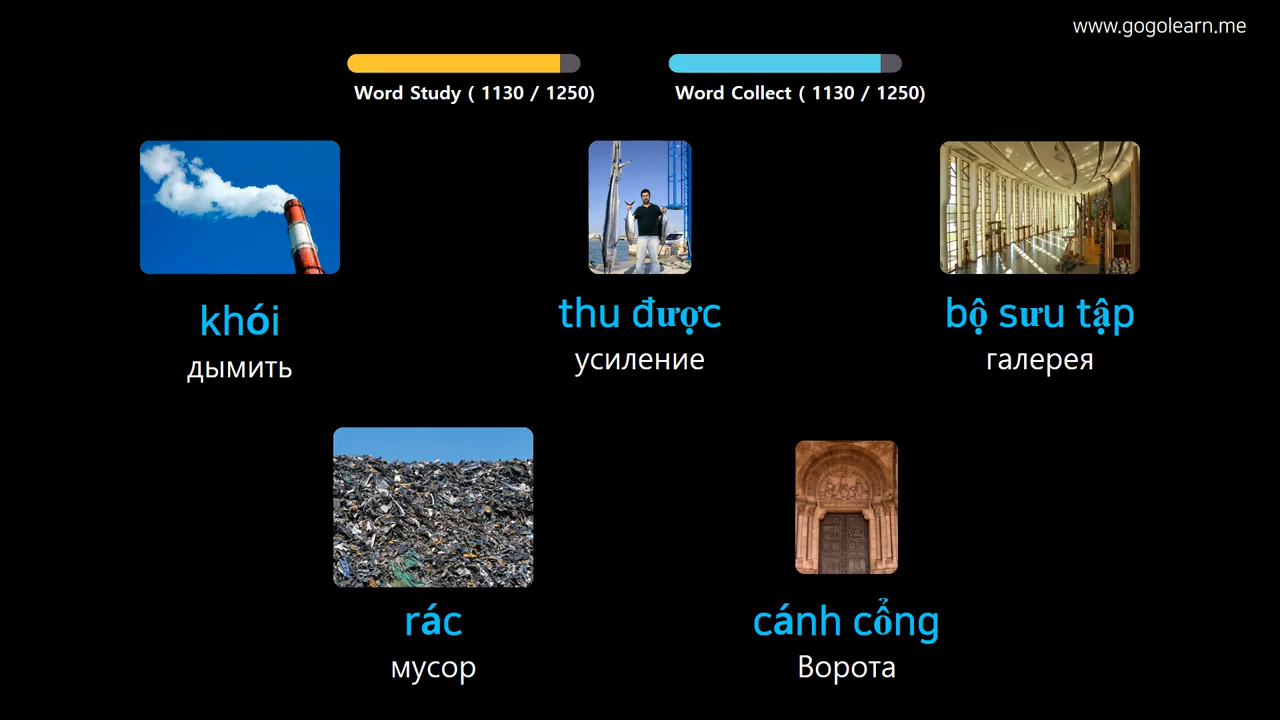 www.gogolearn.me
Word Study ( 1130 / 1250)
Word Collect ( 1130 / 1250)
khói
дымить
thu được
усиление
bộ sưu tập
галерея
rác
мусор
cánh cổng
Ворота